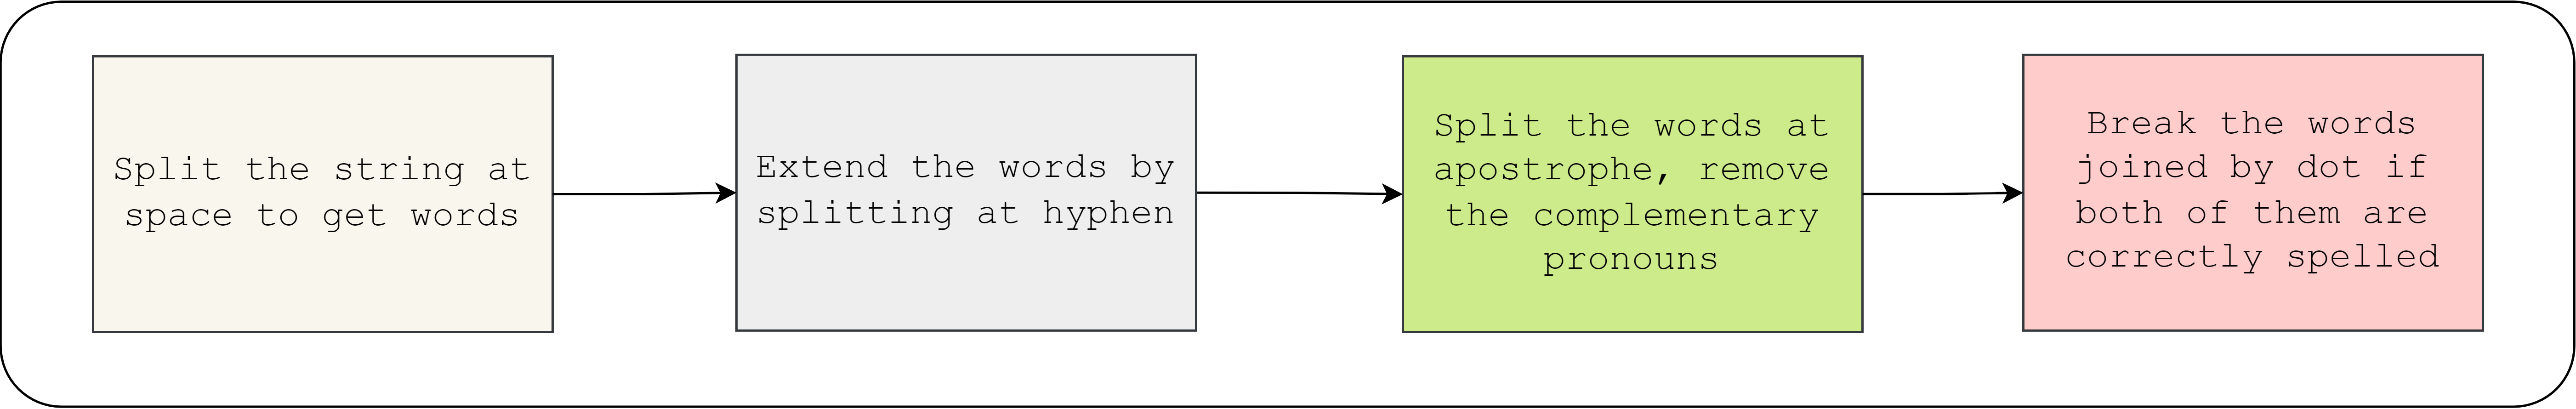 Split the string at
space to get words
Extend the words by
splitting at hyphen
Split the words at
apostrophe, remove
the complementary
pronouns
Break the words
joined by dot if
both of them are
correctly spelled